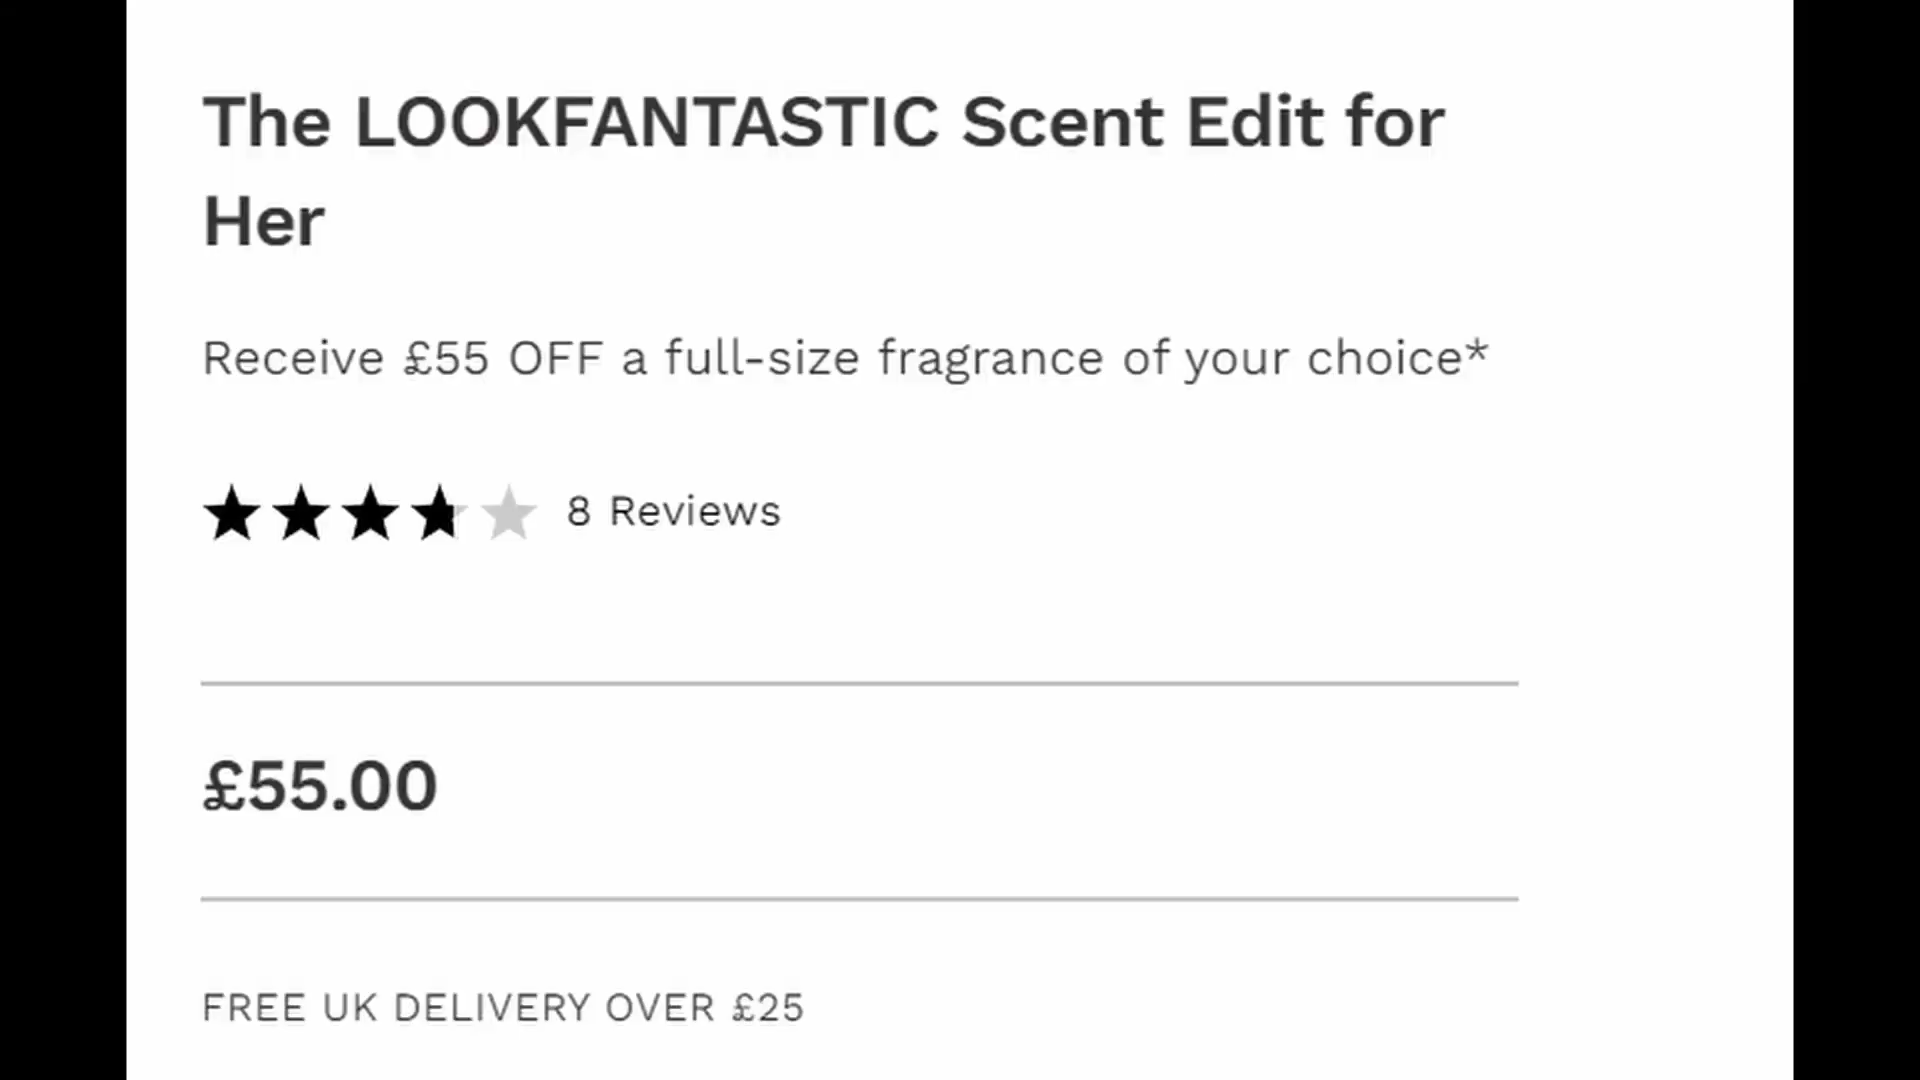 The LOOKFANTASTIC Scent Edit for
Her
Receive £55 OFF a full-size fragrance of your choice*
8 Reviews
£55.00
FREE UK DELIVERY OVER £25